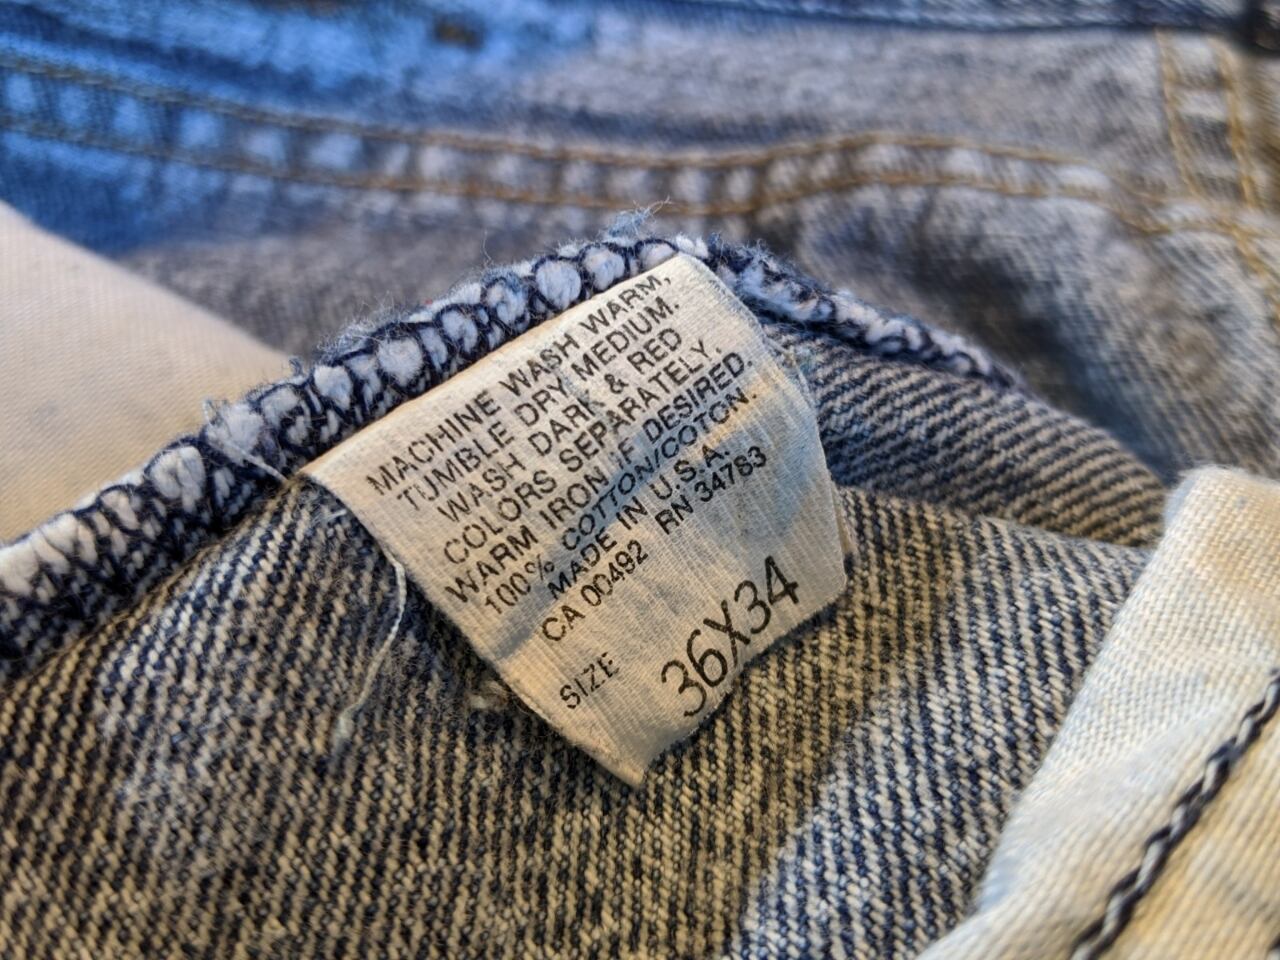 MACHINE WASH WARM,
TUMBLE DRY MEDIUM.
WASH DARK & RED
COLORS SEPARATELY.
WARM IRON IF DESIRED.
100% COTTON/COTON.
MADE IN U.S.A.
CA 00492 RN 34783
SIZE 36X34